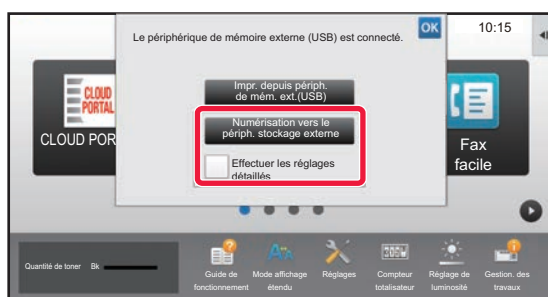 Le périphérique de mémoire externe (USB) est connecté.
OK
10:15
Impr. depuis périph.
de mém. ext.(USB)
Numérisation vers le
périph. stockage externe
Effectuer les réglages
détaillés
CLOUD
PORTAL
CLOUD POR
Fax
facile
Quantité de toner Bk
Guide de
fonctionnement
Mode affichage
étendu
Réglages
Compteur
totalisateur
Réglage de
luminosité
Gestion. des
travaux